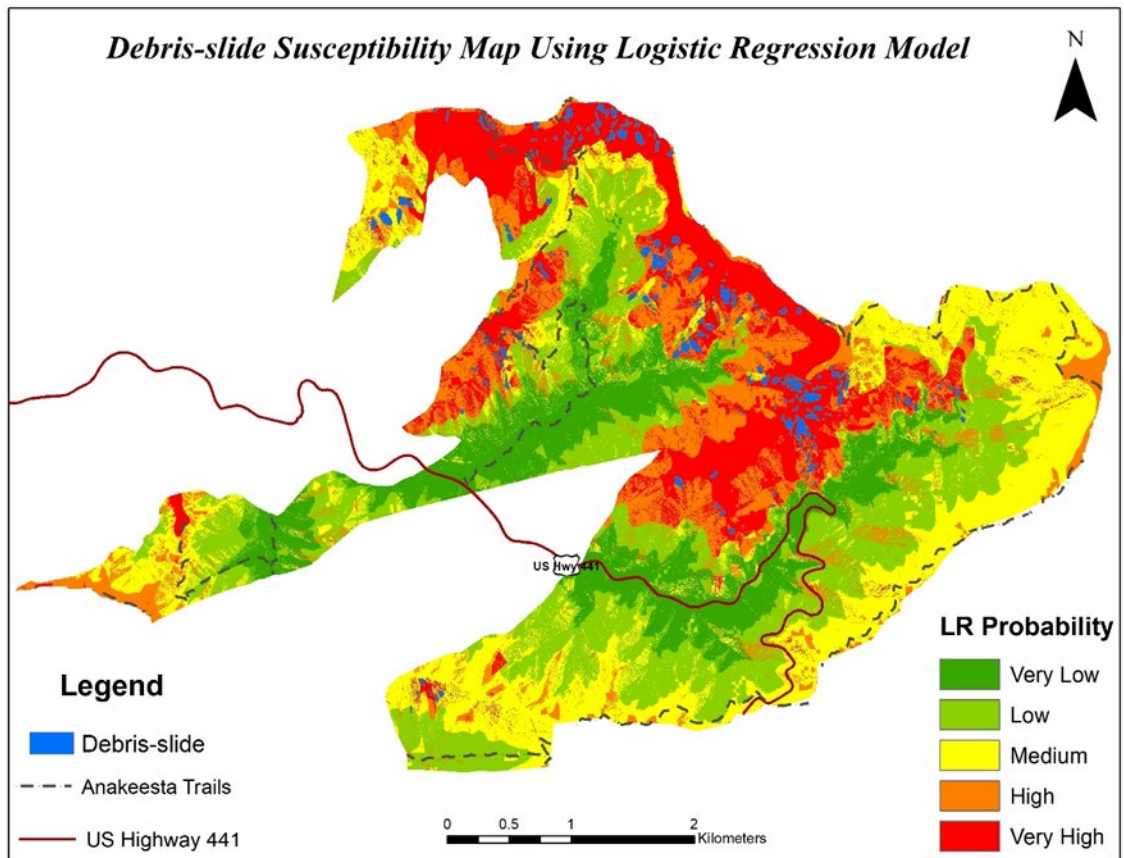 Debris-slide Susceptibility Map Using Logistic Regression Model
N
US Hwy 441
Legend
Debris-slide
Anakeesta Trails
US Highway 441
0 0.5 1 2
Kilometers
LR Probability
Very Low
Low
Medium
High
Very High